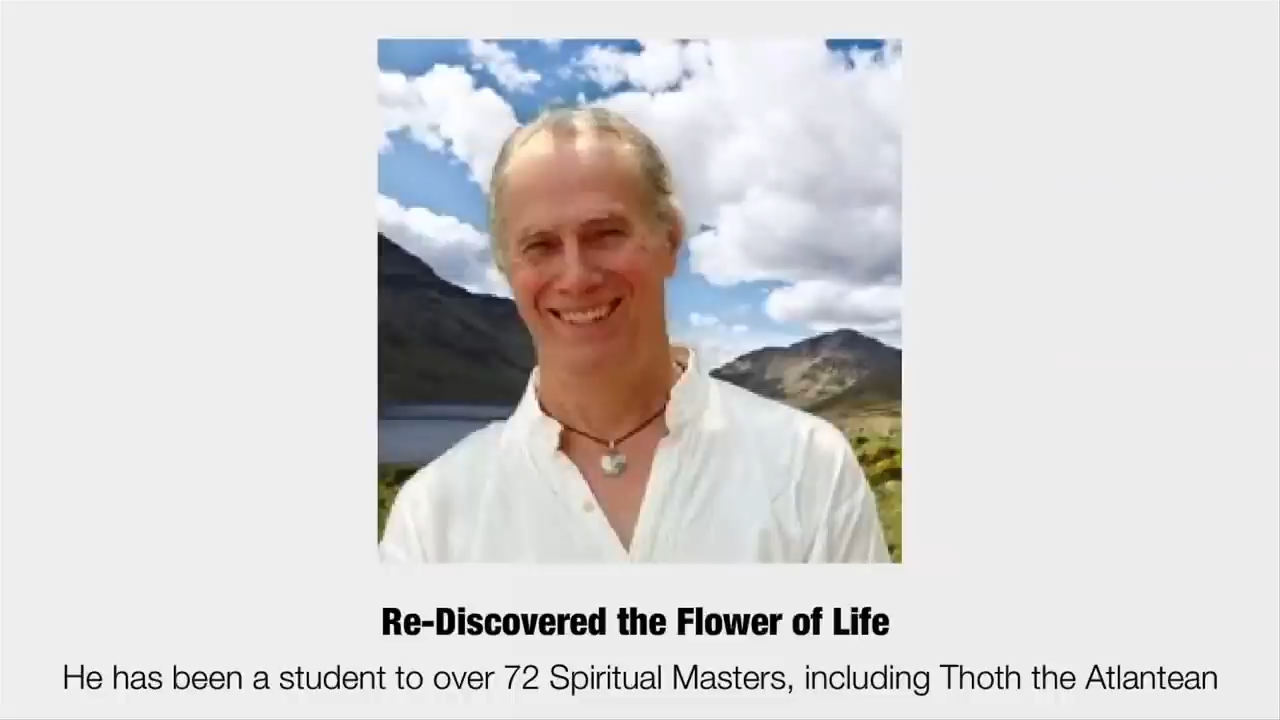 Re-Discovered the Flower of Life
He has been a student to over 72 Spiritual Masters, including Thoth the Atlantean